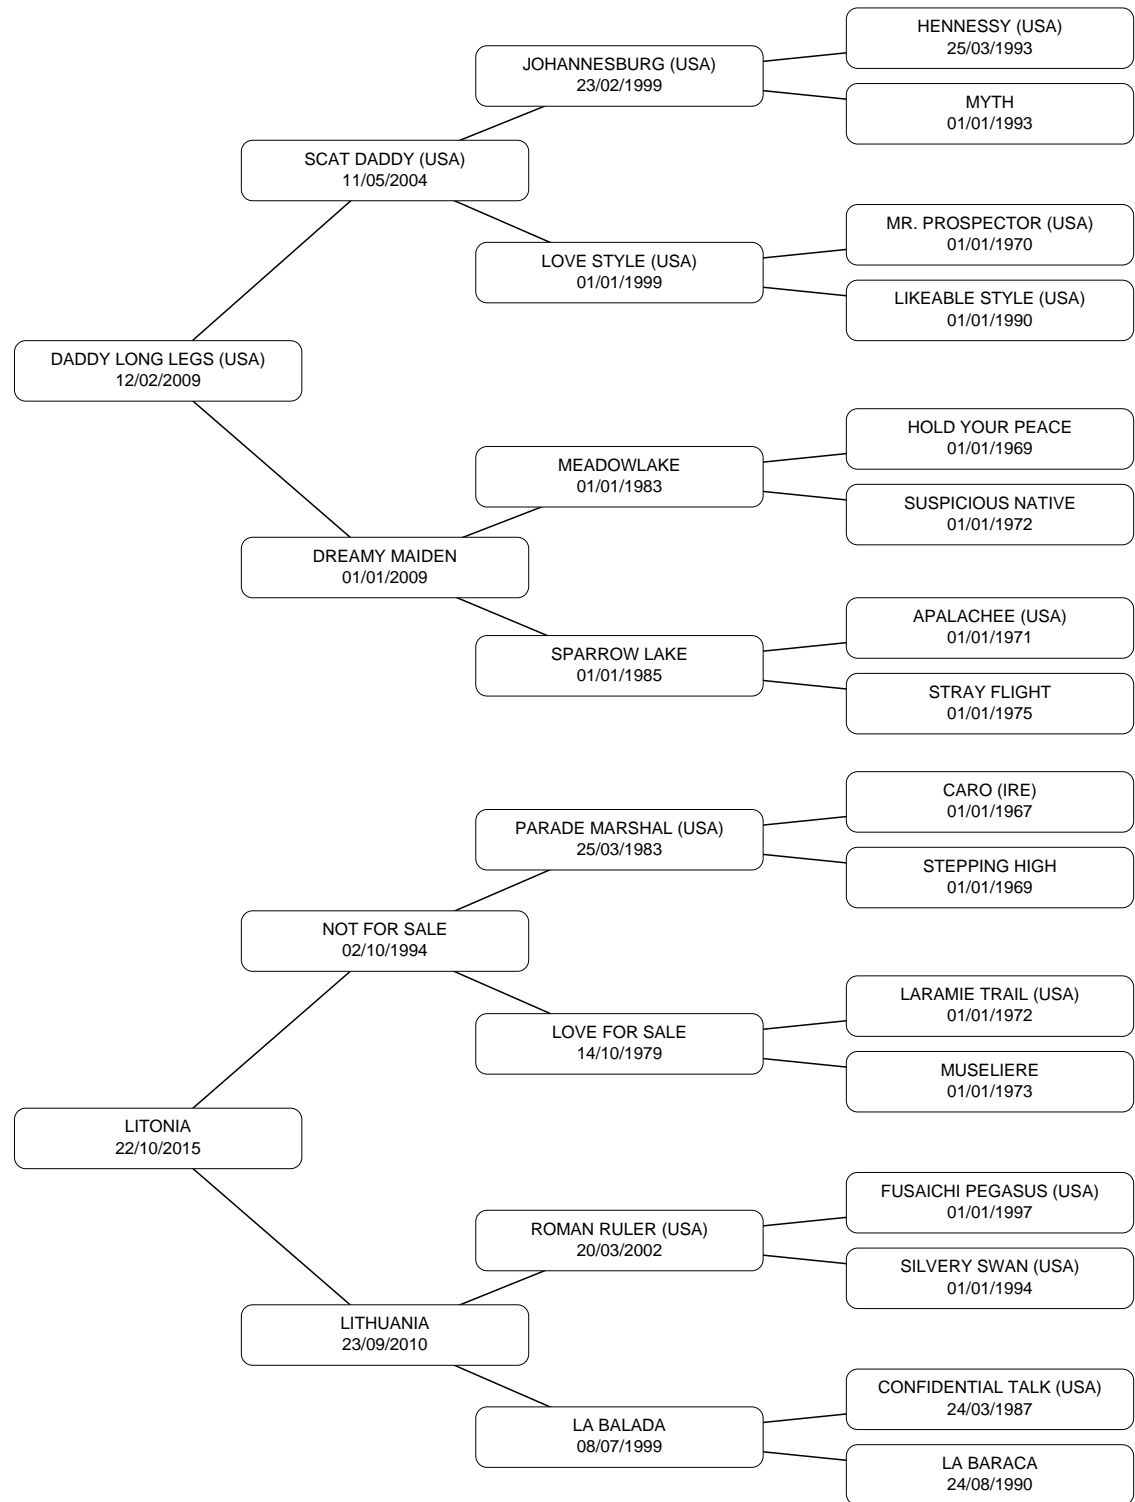 HENNESSY (USA)
25/03/1993
JOHANNESBURG (USA)
23/02/1999
MYTH
01/01/1993
SCAT DADDY (USA)
11/05/2004
MR. PROSPECTOR (USA)
01/01/1970
LOVE STYLE (USA)
01/01/1999
LIKEABLE STYLE (USA)
01/01/1990
DADDY LONG LEGS (USA)
12/02/2009
HOLD YOUR PEACE
01/01/1969
MEADOWLAKE
01/01/1983
SUSPICIOUS NATIVE
01/01/1972
DREAMY MAIDEN
01/01/2009
APALACHEE (USA)
01/01/1971
SPARROW LAKE
01/01/1985
STRAY FLIGHT
01/01/1975
CARO (IRE)
01/01/1967
PARADE MARSHAL (USA)
25/03/1983
STEPPING HIGH
01/01/1969
NOT FOR SALE
02/10/1994
LARAMIE TRAIL (USA)
01/01/1972
LOVE FOR SALE
14/10/1979
MUSELIERE
01/01/1973
LITONIA
22/10/2015
FUSAICHI PEGASUS (USA)
01/01/1997
ROMAN RULER (USA)
20/03/2002
SILVERY SWAN (USA)
01/01/1994
LITHUANIA
23/09/2010
CONFIDENTIAL TALK (USA)
24/03/1987
LA BALADA
08/07/1999
LA BARACA
24/08/1990